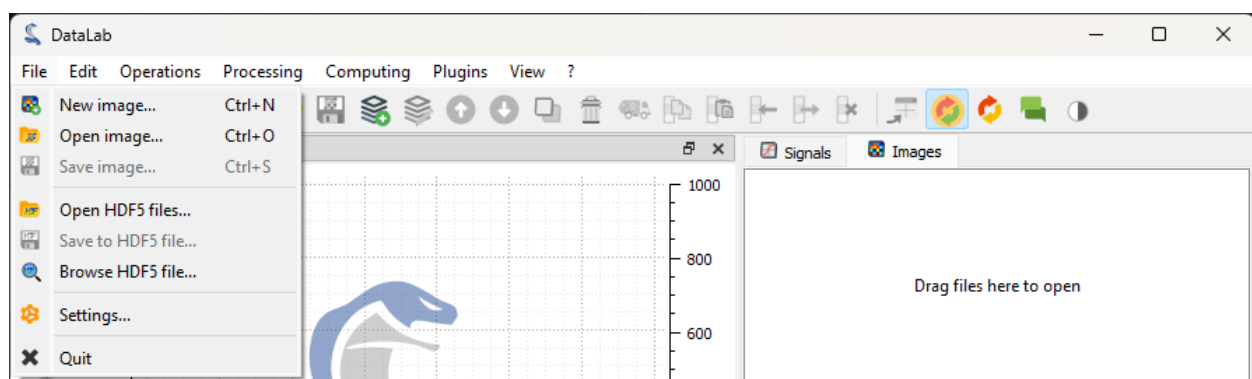 DataLab
File Edit Operations Processing Computing Plugins View ?
New image... Ctrl+N
Open image... Ctrl+O
Save image... Ctrl+S
Open HDF5 files...
Save to HDF5 file...
Browse HDF5 file...
Settings...
Quit
1000
800
600
Signals Images
Drag files here to open